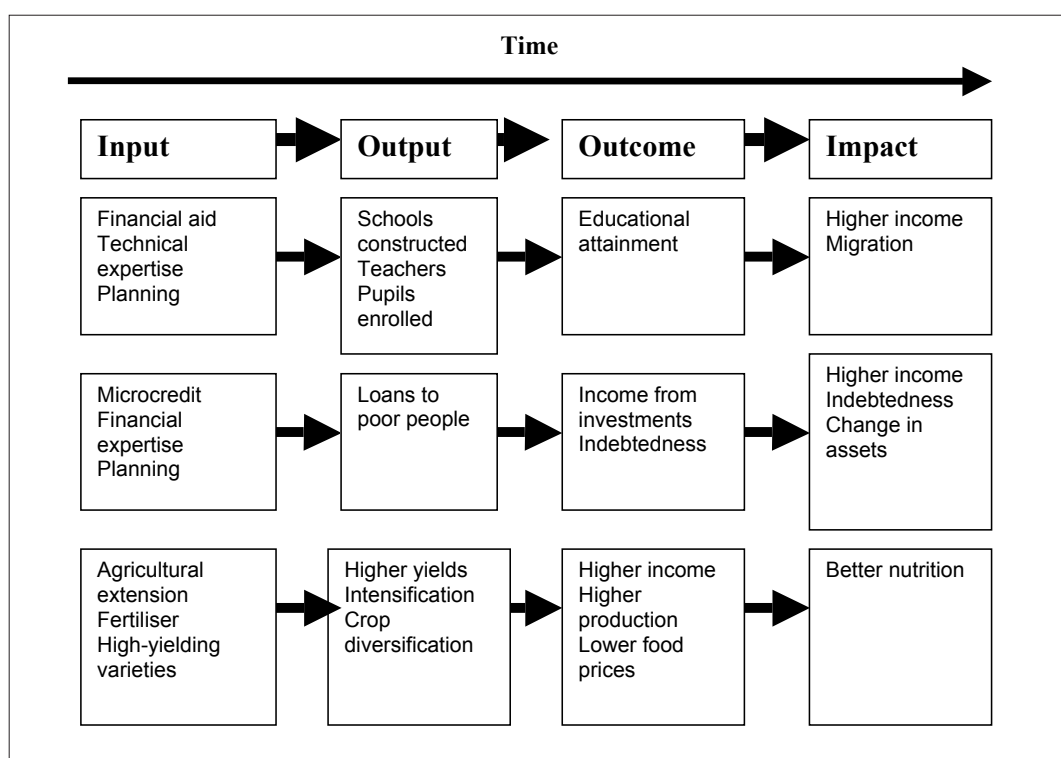 Time
Input
Output
Outcome
Impact
Financial aid
Technical
expertise
Planning
Schools
constructed
Teachers
Pupils
enrolled
Educational
attainment
Higher income
Migration
Microcredit
Financial
expertise
Planning
Loans to
poor people
Income from
investments
Indebtedness
Higher income
Indebtedness
Change in
assets
Agricultural
extension
Fertiliser
High-yielding
varieties
Higher yields
Intensification
Crop
diversification
Higher income
Higher
production
Lower food
prices
Better nutrition